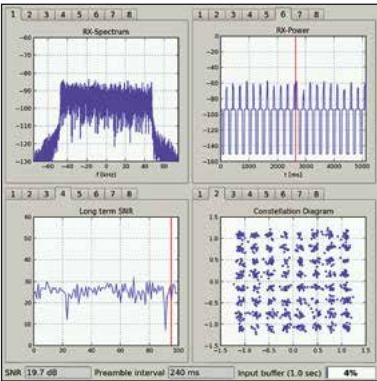 1 2 3 4 5 6 7 8
RX-Spectrum
−60
−70
−80
−90
−100
−110
−120
−130
−60 −40 −20 0 20 40 60
f [kHz]
1 2 3 4 5 6 7 8
RX-Power
0
−20
−40
−60
−80
−100
−120
−140
−160
0 1000 2000 3000 4000 5000
t [ms]
1 2 3 4 5 6 7 8
Long term SNR
60
50
40
30
20
10
0
0 20 40 60 80 100
1 2 3 4 5 6 7 8
Constellation Diagram
1.5
1.0
0.5
0.0
−0.5
−1.0
−1.5
−1.5 −1.0 −0.5 0.0 0.5 1.0 1.5
SNR 19.7 dB Preamble interval 240 ms Input buffer (1.0 sec) 4%